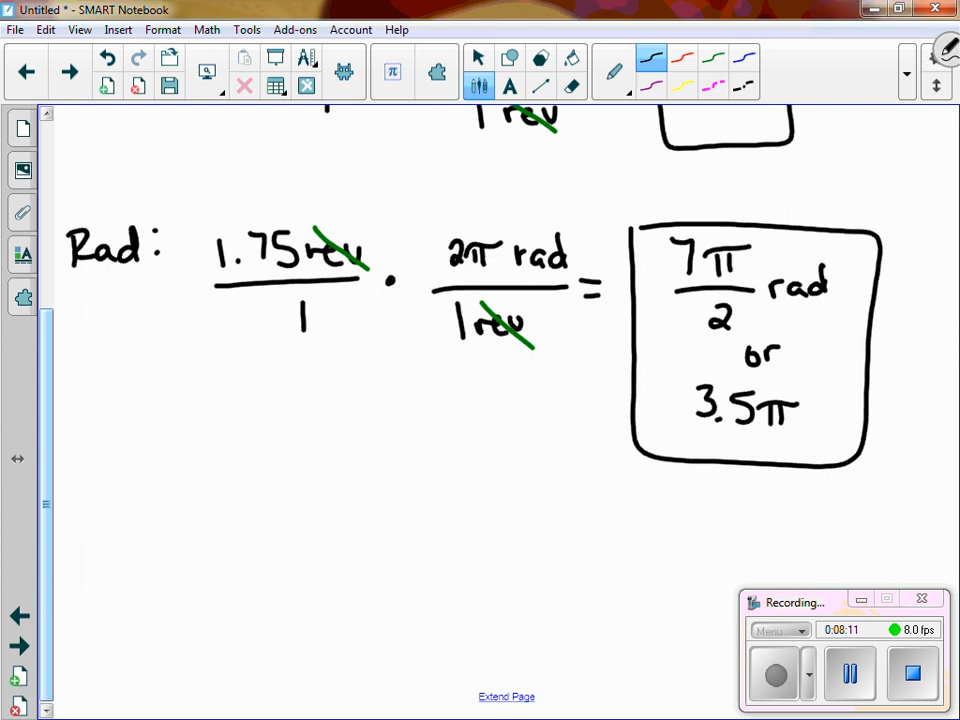 Untitled * - SMART Notebook
File Edit View Insert Format Math Tools Add-ons Account Help
1 rev
Rad: 1.75 rev / 1 • 2π rad / 1 rev = 7π / 2 rad
or
3.5π
Recording...
Menu 0:08:11 8.0 fps
Extend Page